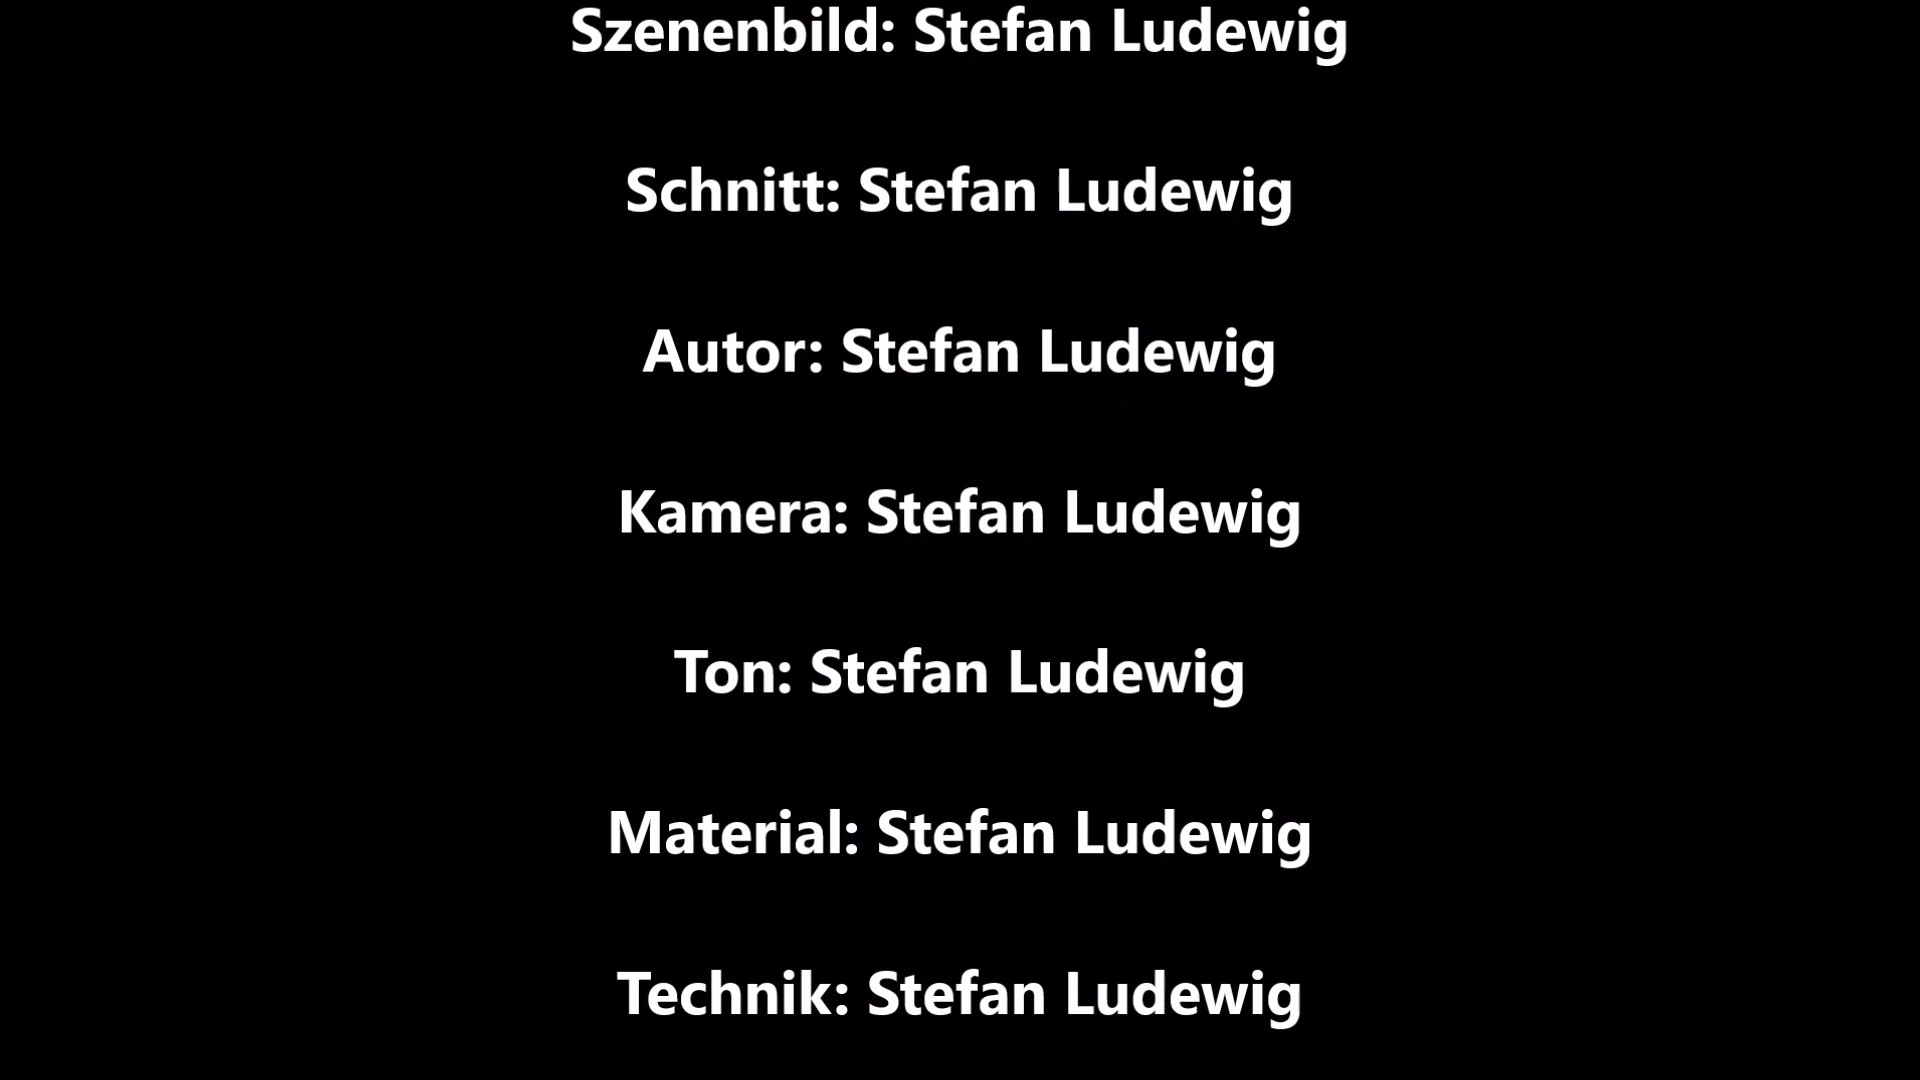 Szenenbild: Stefan Ludewig
Schnitt: Stefan Ludewig
Autor: Stefan Ludewig
Kamera: Stefan Ludewig
Ton: Stefan Ludewig
Material: Stefan Ludewig
Technik: Stefan Ludewig